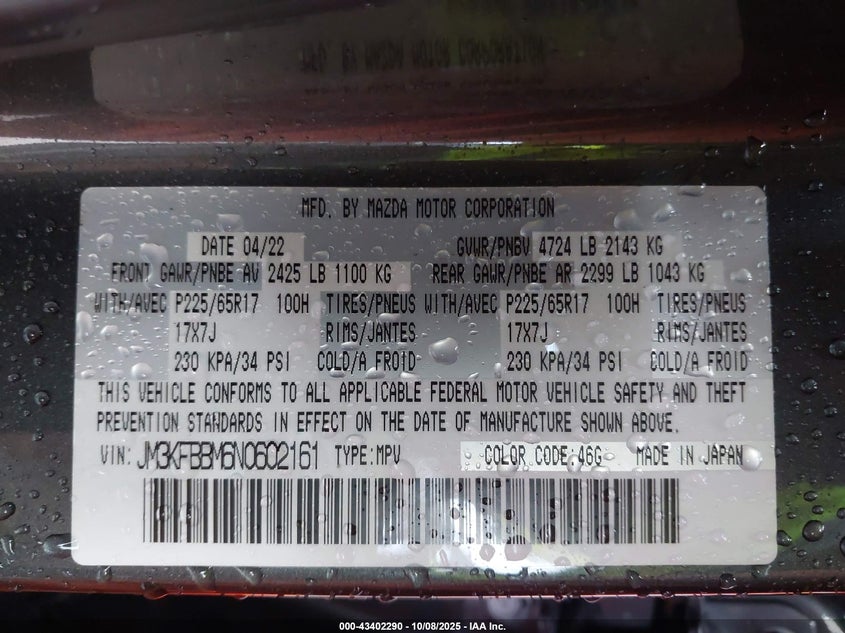 MFD. BY MAZDA MOTOR CORPORATION
DATE 04/22 GVWR/PNBV 4724 LB 2143 KG
FRONT GAWR/PNBE AV 2425 LB 1100 KG REAR GAWR/PNBE AR 2299 LB 1043 KG
WITH/AVEC P225/65R17 100H TIRES/PNEUS WITH/AVEC P225/65R17 100H TIRES/PNEUS
17X7J RIMS/JANTES 17X7J RIMS/JANTES
230 KPA/34 PSI COLD/A FROID 230 KPA/34 PSI COLD/A FROID
THIS VEHICLE CONFORMS TO ALL APPLICABLE FEDERAL MOTOR VEHICLE SAFETY AND THEFT
PREVENTION STANDARDS IN EFFECT ON THE DATE OF MANUFACTURE SHOWN ABOVE.
VIN: JM3KFBBM6N0602161 TYPE:MPV COLOR CODE:46G MADE IN JAPAN
000-43402290 - 10/08/2025 - IAA Inc.